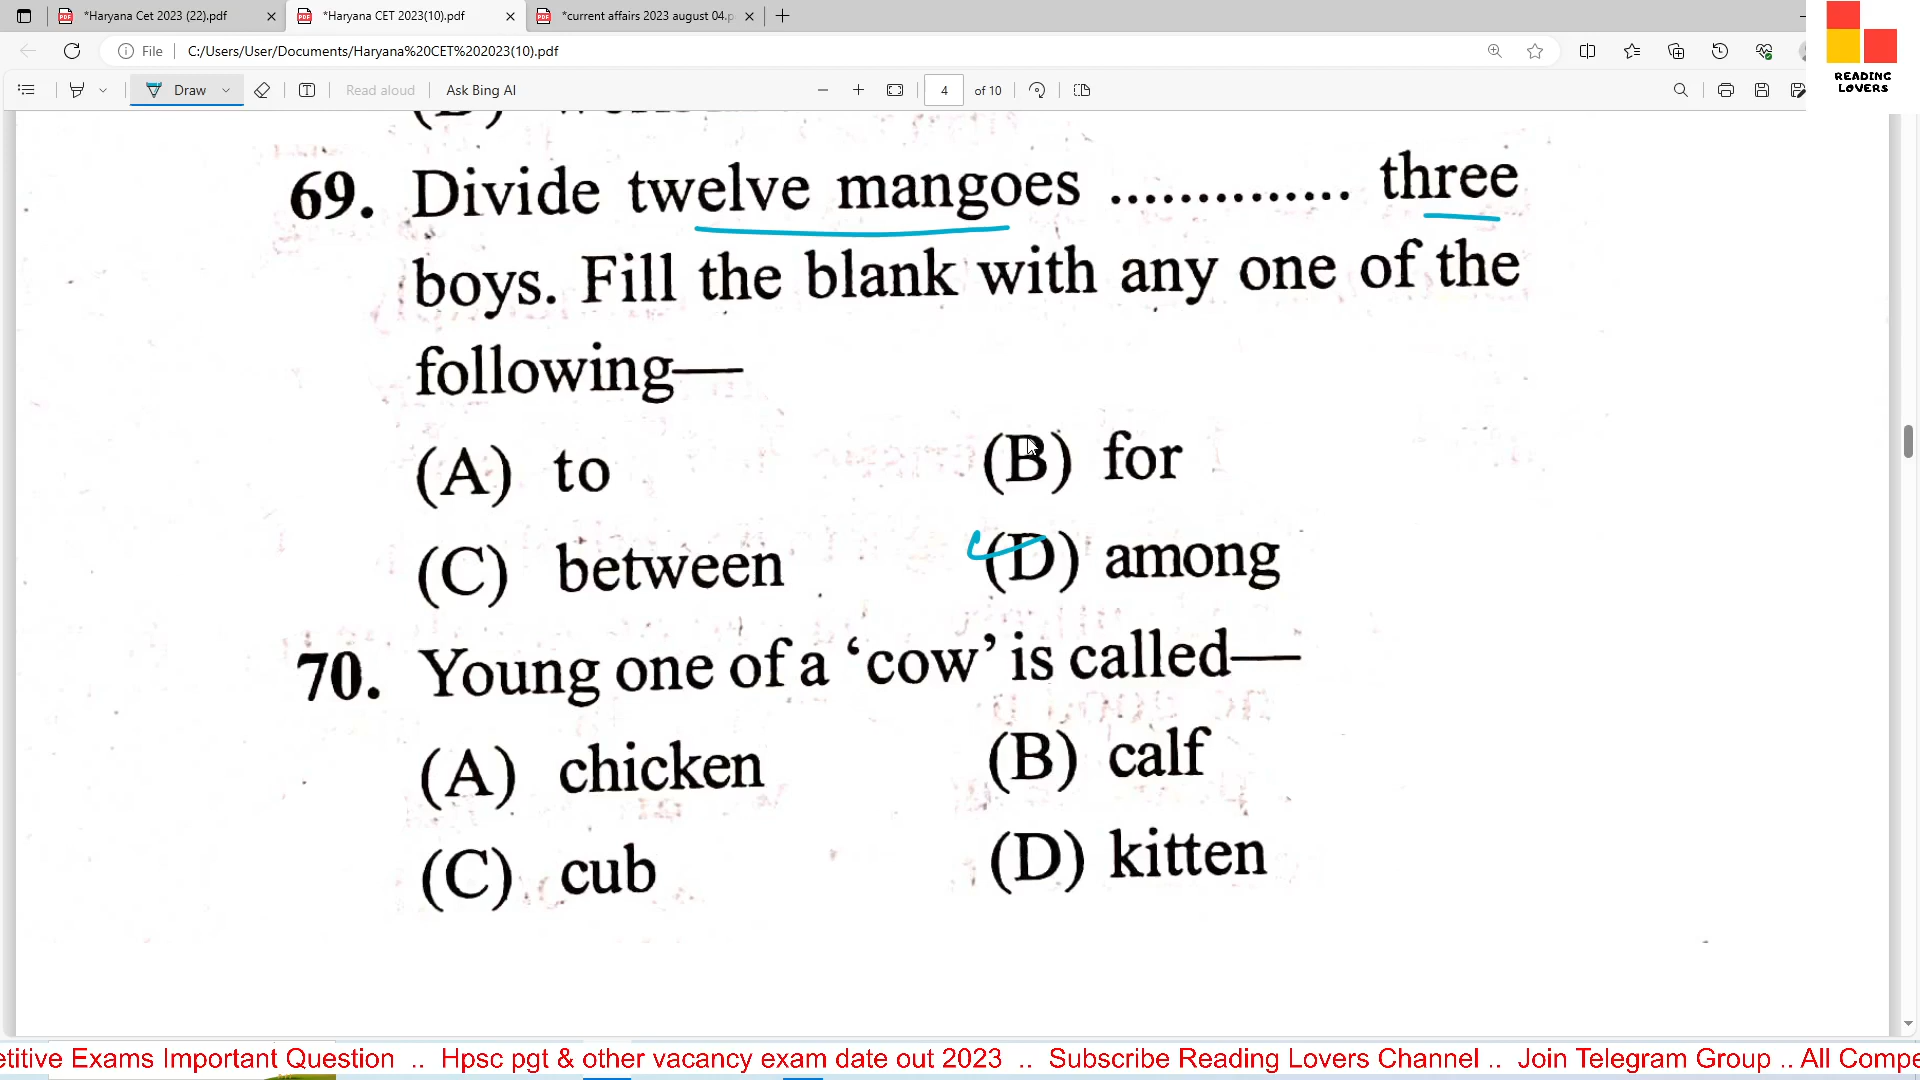 *Haryana Cet 2023 (22).pdf
*Haryana CET 2023(10).pdf
*current affairs 2023 august 04.p
File C:/Users/User/Documents/Haryana%20CET%202023(10).pdf
READING
LOVERS
Draw
Read aloud
Ask Bing AI
4 of 10
69. Divide twelve mangoes .............. three
boys. Fill the blank with any one of the
following—
(A) to (B) for
(C) between (D) among
70. Young one of a ‘cow’ is called—
(A) chicken (B) calf
(C) cub (D) kitten
etitive Exams Important Question .. Hpsc pgt & other vacancy exam date out 2023 .. Subscribe Reading Lovers Channel .. Join Telegram Group .. All Compe